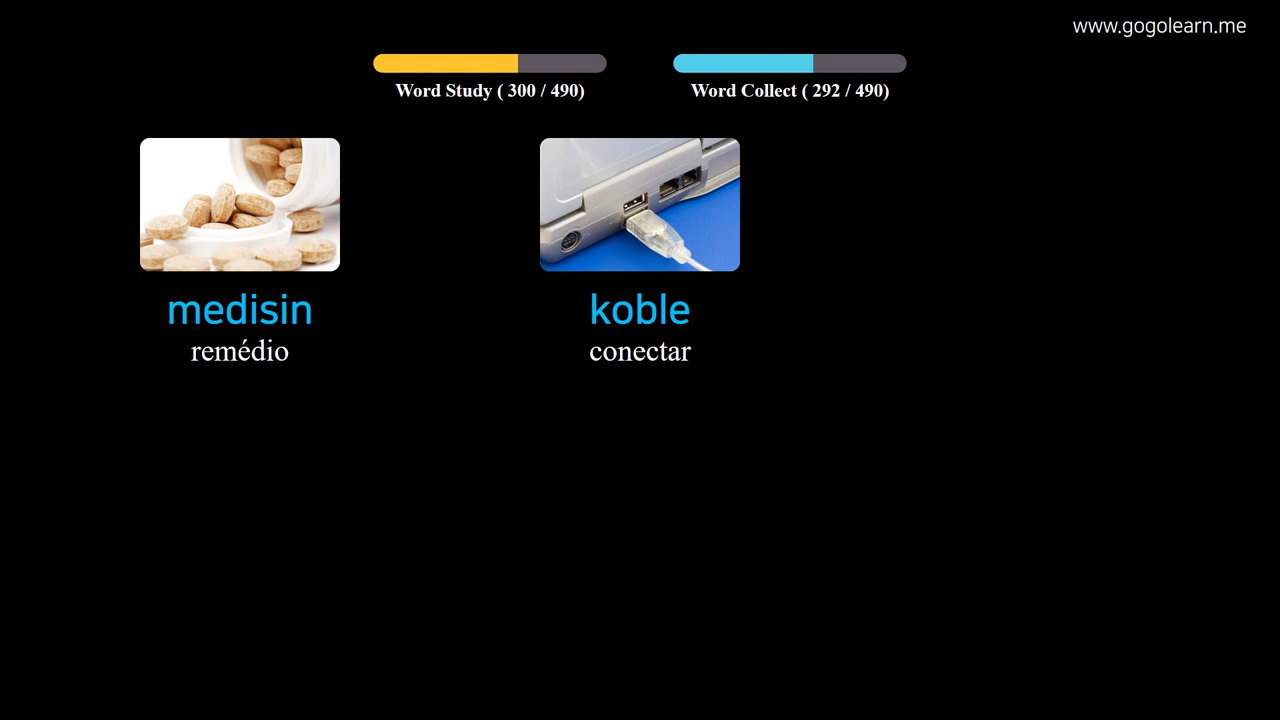 www.gogolearn.me
Word Study ( 300 / 490)
Word Collect ( 292 / 490)
medisin
remédio
koble
conectar